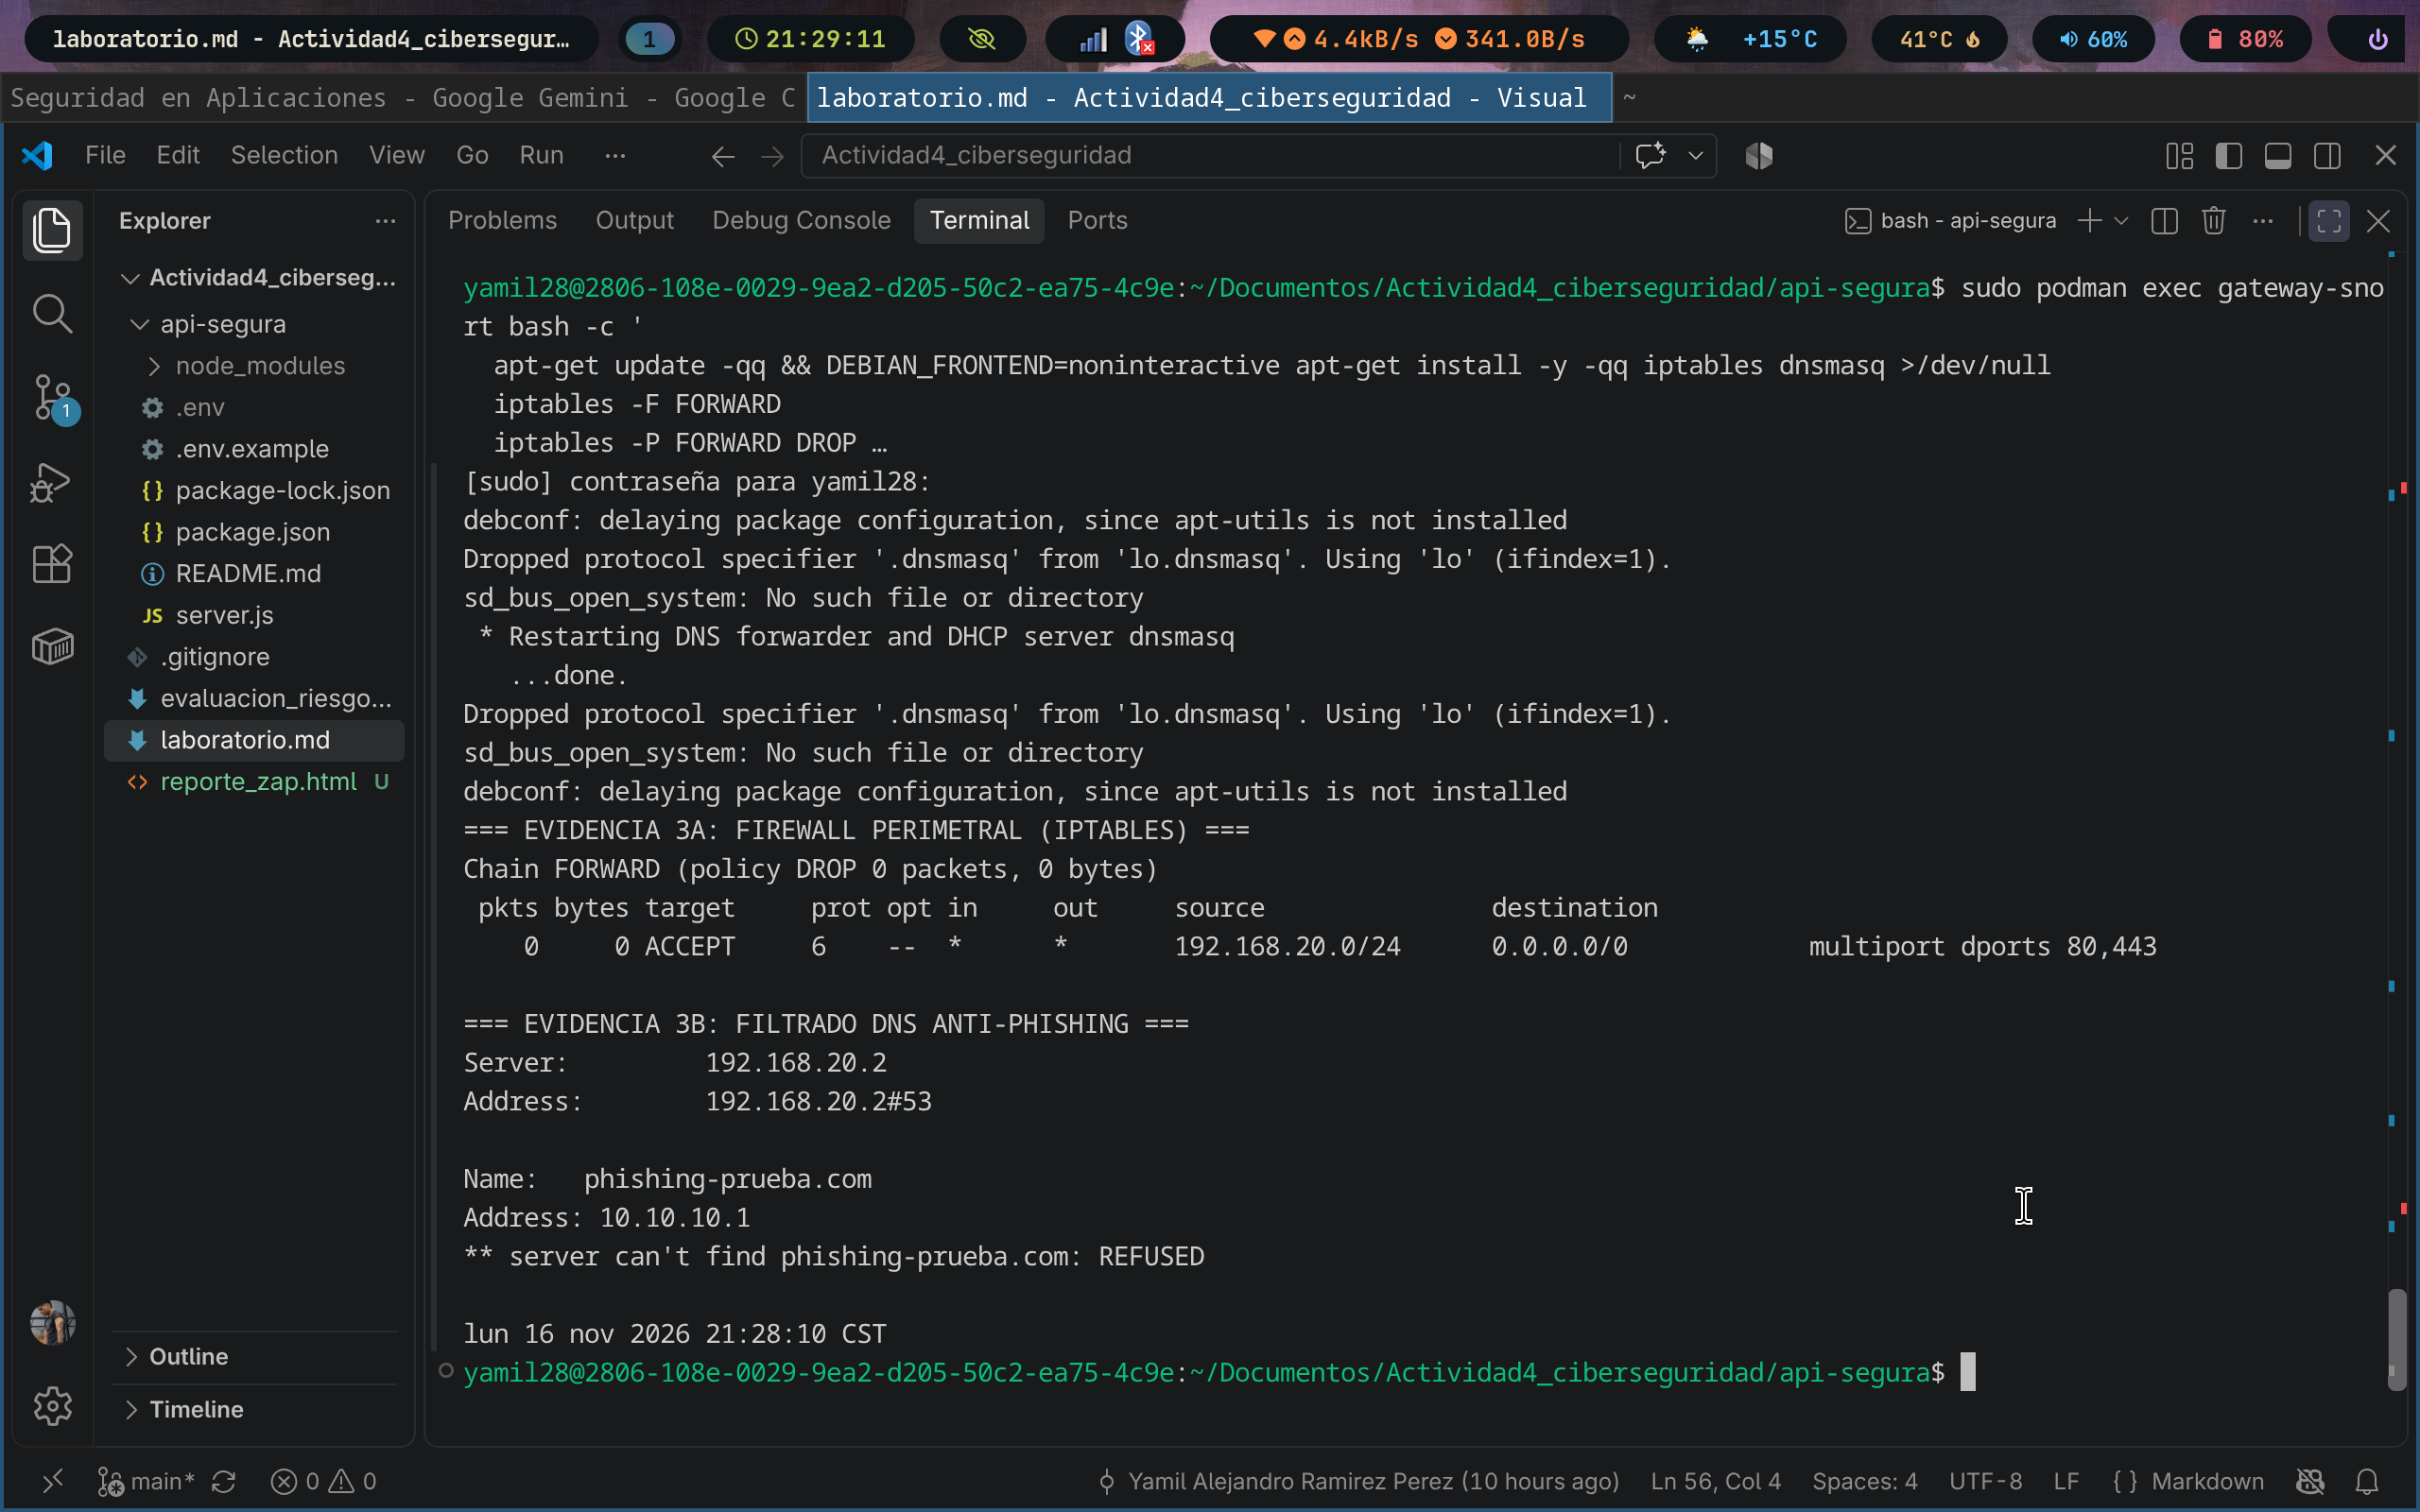 laboratorio.md - Actividad4_cibersegur…
1
21:29:11
4.4kB/s 341.0B/s
+15°C
41°C
60%
80%
Seguridad en Aplicaciones - Google Gemini - Google C
laboratorio.md - Actividad4_ciberseguridad - Visual
~
File Edit Selection View Go Run ···
Actividad4_ciberseguridad
Explorer ···
Actividad4_ciberseg...
api-segura
node_modules
.env
.env.example
{} package-lock.json
{} package.json
README.md
JS server.js
.gitignore
evaluacion_riesgo...
laboratorio.md
<> reporte_zap.html U
1
Outline
Timeline
Problems Output Debug Console Terminal Ports
bash - api-segura
yamil28@2806-108e-0029-9ea2-d205-50c2-ea75-4c9e:~/Documentos/Actividad4_ciberseguridad/api-segura$ sudo podman exec gateway-sno
rt bash -c '
apt-get update -qq && DEBIAN_FRONTEND=noninteractive apt-get install -y -qq iptables dnsmasq >/dev/null
iptables -F FORWARD
iptables -P FORWARD DROP …
[sudo] contraseña para yamil28:
debconf: delaying package configuration, since apt-utils is not installed
Dropped protocol specifier '.dnsmasq' from 'lo.dnsmasq'. Using 'lo' (ifindex=1).
sd_bus_open_system: No such file or directory
* Restarting DNS forwarder and DHCP server dnsmasq
...done.
Dropped protocol specifier '.dnsmasq' from 'lo.dnsmasq'. Using 'lo' (ifindex=1).
sd_bus_open_system: No such file or directory
debconf: delaying package configuration, since apt-utils is not installed
=== EVIDENCIA 3A: FIREWALL PERIMETRAL (IPTABLES) ===
Chain FORWARD (policy DROP 0 packets, 0 bytes)
pkts bytes target prot opt in out source destination
0 0 ACCEPT 6 -- * * 192.168.20.0/24 0.0.0.0/0 multiport dports 80,443
=== EVIDENCIA 3B: FILTRADO DNS ANTI-PHISHING ===
Server: 192.168.20.2
Address: 192.168.20.2#53
Name: phishing-prueba.com
Address: 10.10.10.1
** server can't find phishing-prueba.com: REFUSED
lun 16 nov 2026 21:28:10 CST
yamil28@2806-108e-0029-9ea2-d205-50c2-ea75-4c9e:~/Documentos/Actividad4_ciberseguridad/api-segura$
main* 0 0 Yamil Alejandro Ramirez Perez (10 hours ago) Ln 56, Col 4 Spaces: 4 UTF-8 LF {} Markdown